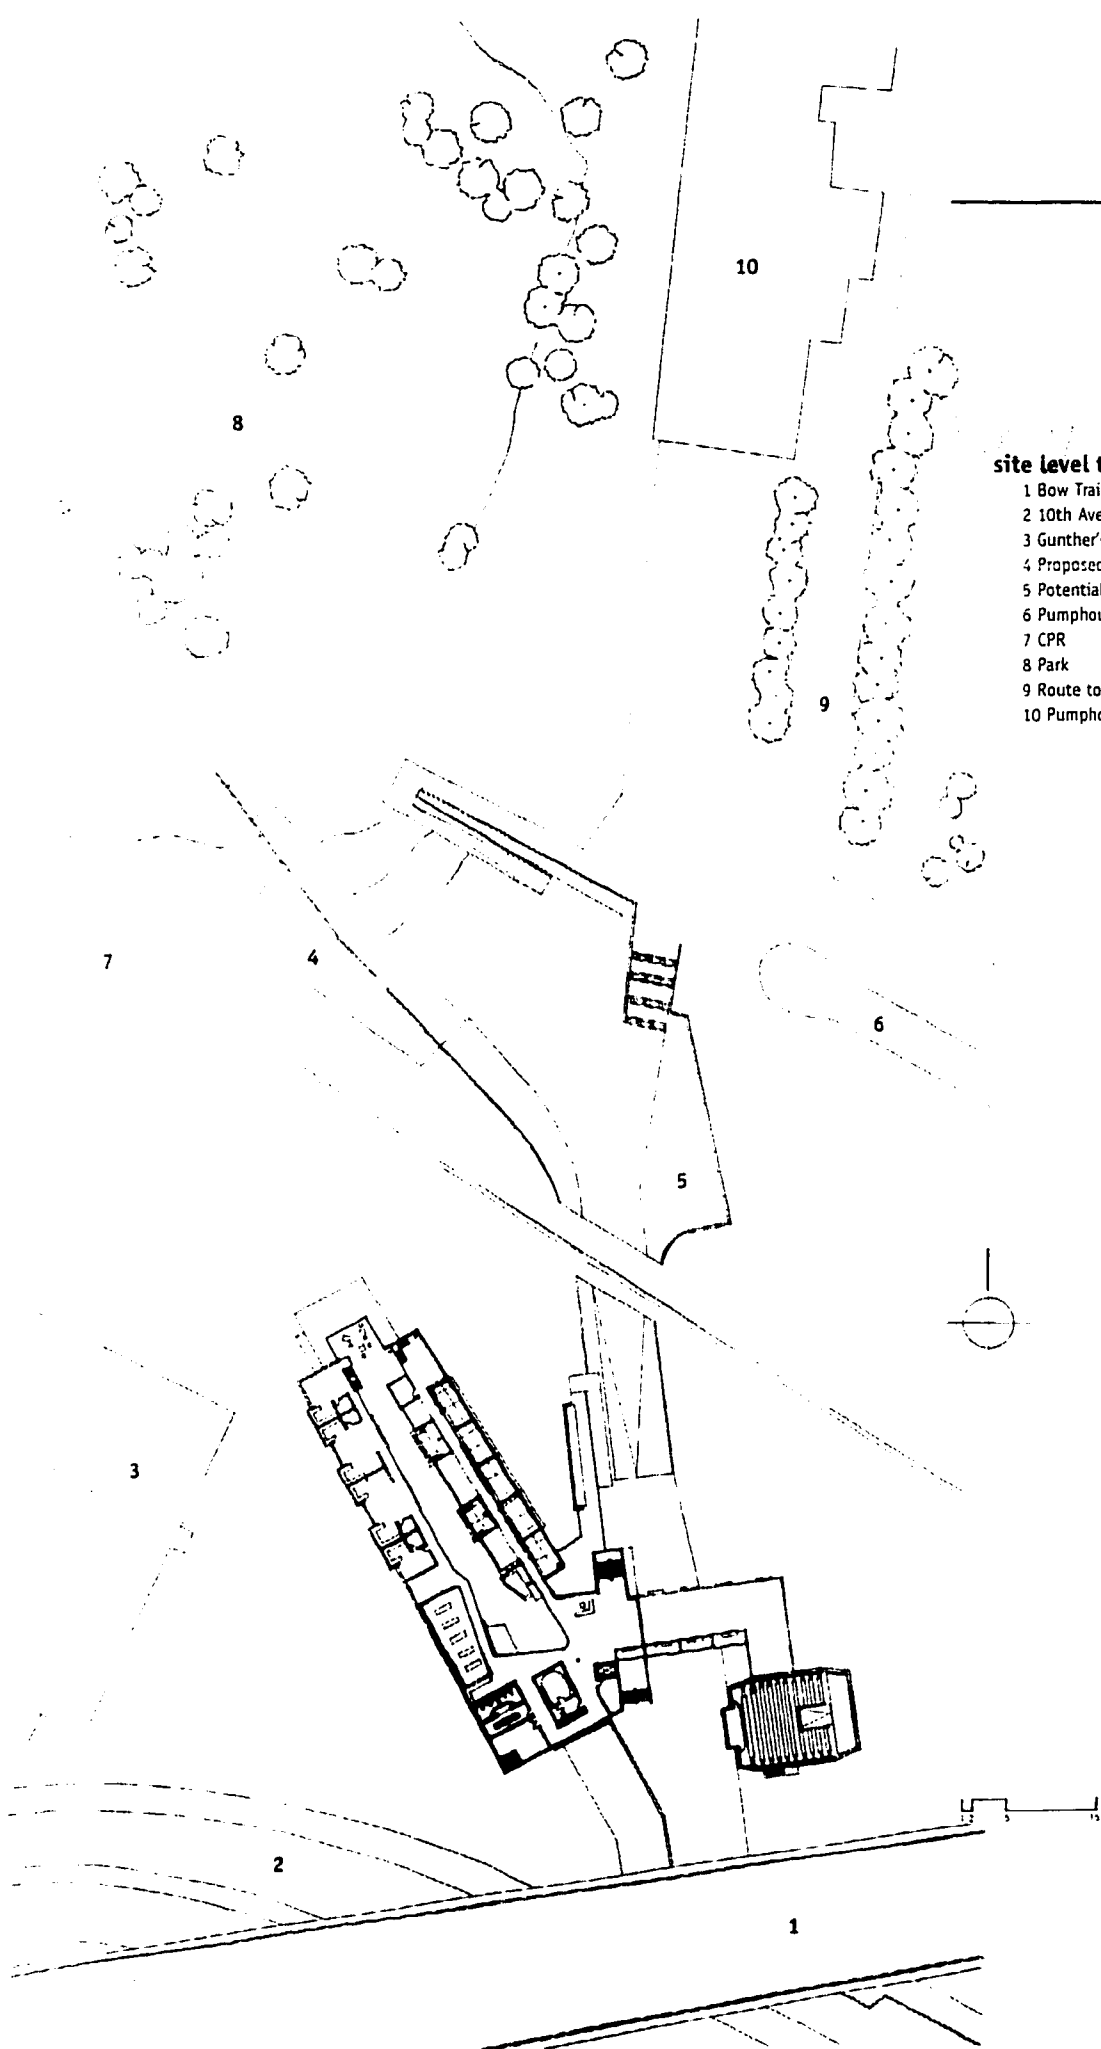 10
8
site level
1 Bow Trai
2 10th Ave
3 Gunther'
4 Proposed
5 Potential
6 Pumphou
7 CPR
8 Park
9 Route to
10 Pumpho
9
7
4
6
5
3
2
1